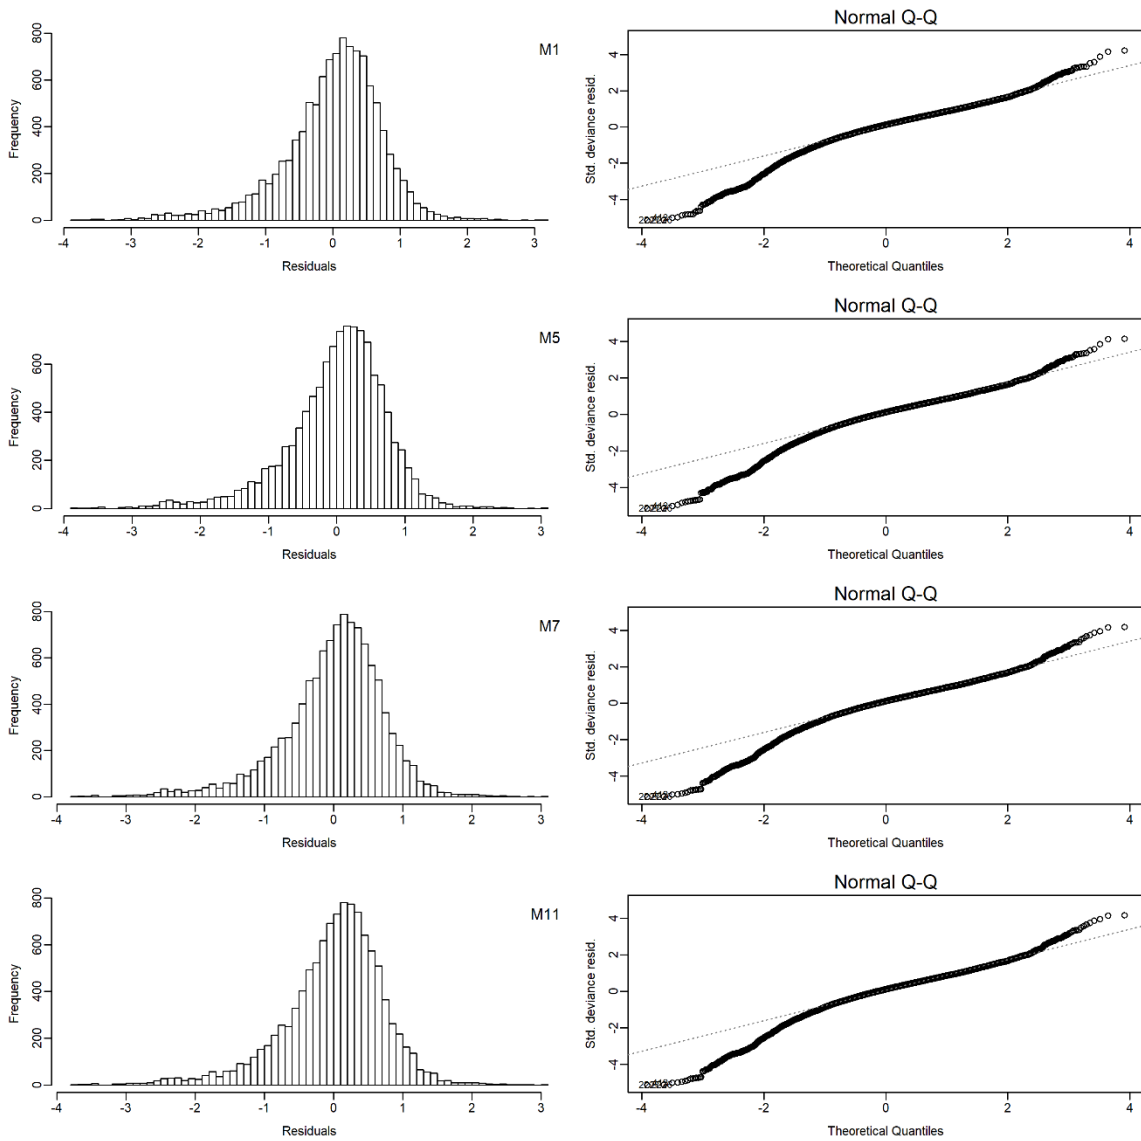 M1
Frequency
0 200 400 600 800
-4 -3 -2 -1 0 1 2 3
Residuals
Normal Q-Q
Std. deviance resid.
-4 -2 0 2 4
-4 -2 0 2 4
Theoretical Quantiles
M5
Frequency
0 200 400 600
-4 -3 -2 -1 0 1 2 3
Residuals
Normal Q-Q
Std. deviance resid.
-4 -2 0 2 4
-4 -2 0 2 4
Theoretical Quantiles
M7
Frequency
0 200 400 600 800
-4 -3 -2 -1 0 1 2 3
Residuals
Normal Q-Q
Std. deviance resid.
-4 -2 0 2 4
-4 -2 0 2 4
Theoretical Quantiles
M11
Frequency
0 200 400 600 800
-4 -3 -2 -1 0 1 2 3
Residuals
Normal Q-Q
Std. deviance resid.
-4 -2 0 2 4
-4 -2 0 2 4
Theoretical Quantiles